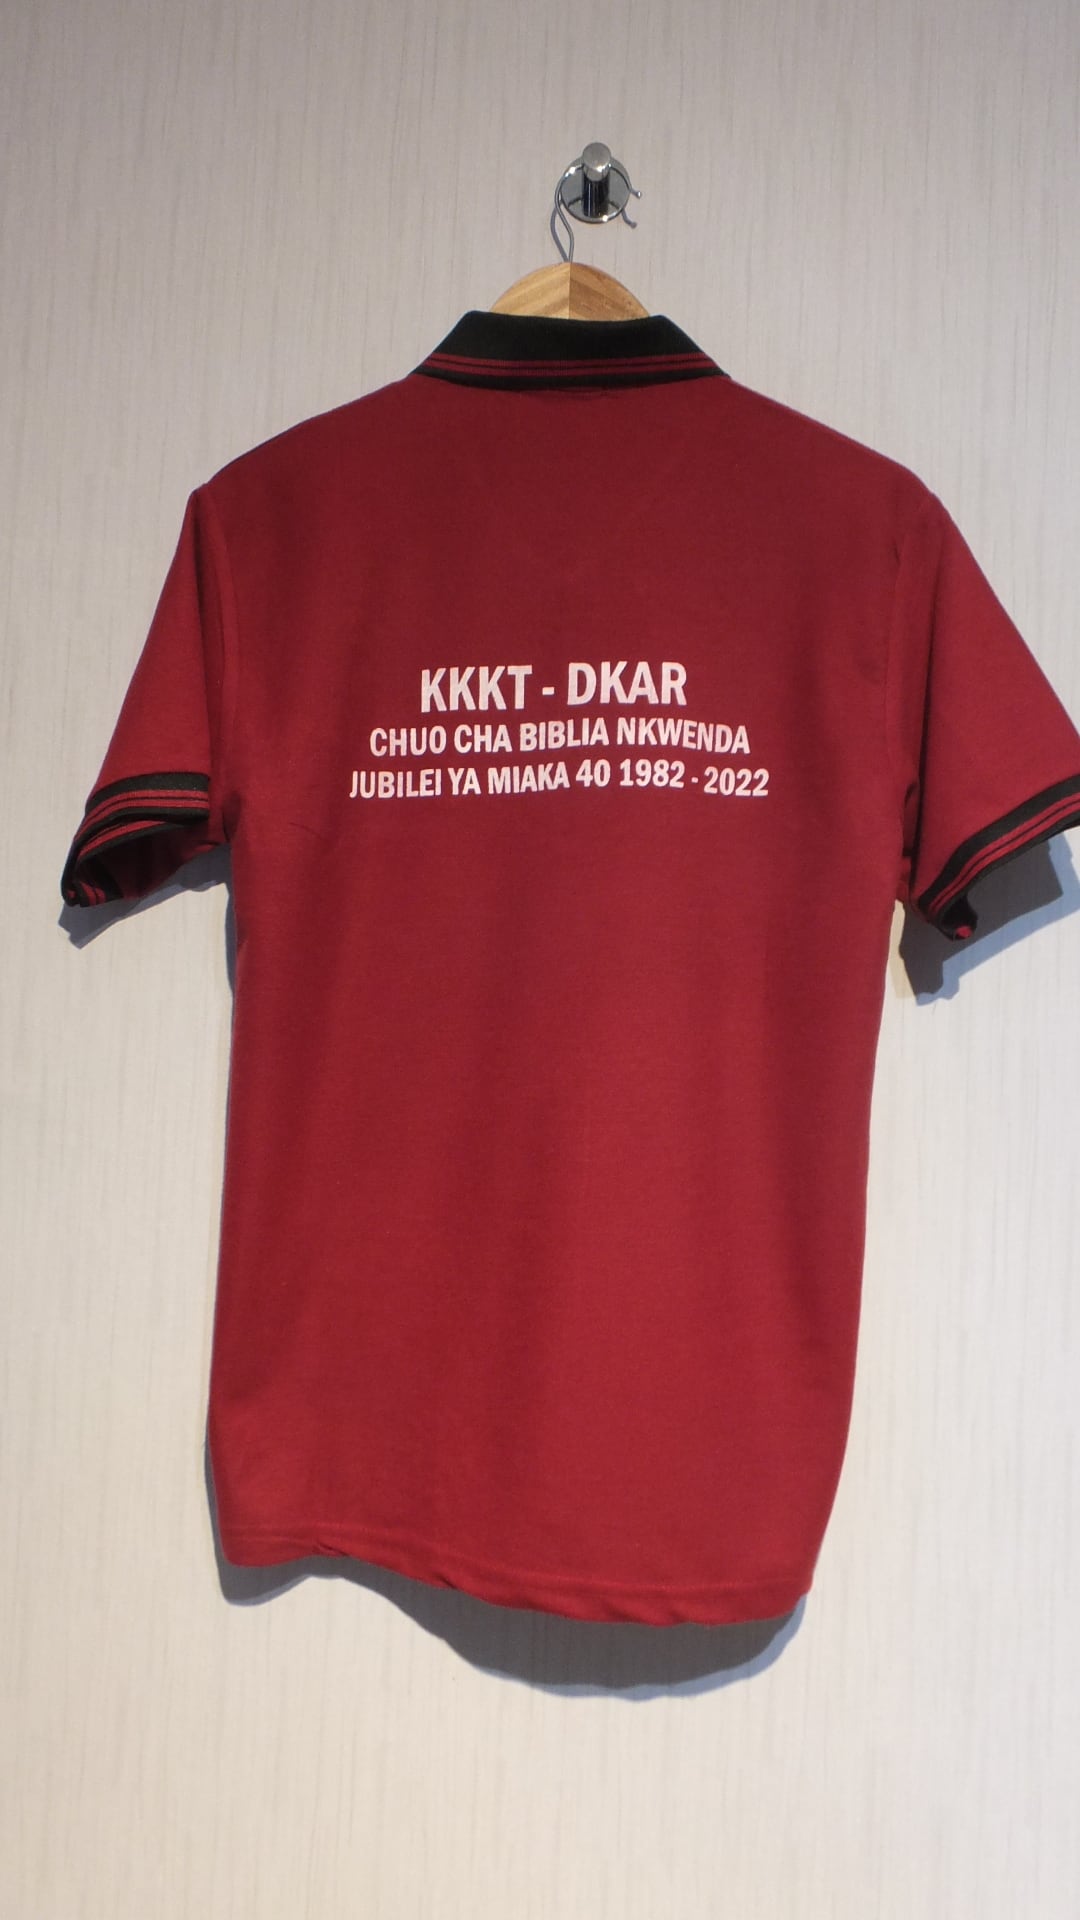 KKKT - DKAR
CHUO CHA BIBLIA NKWENDA
JUBILEI YA MIAKA 40 1982 - 2022